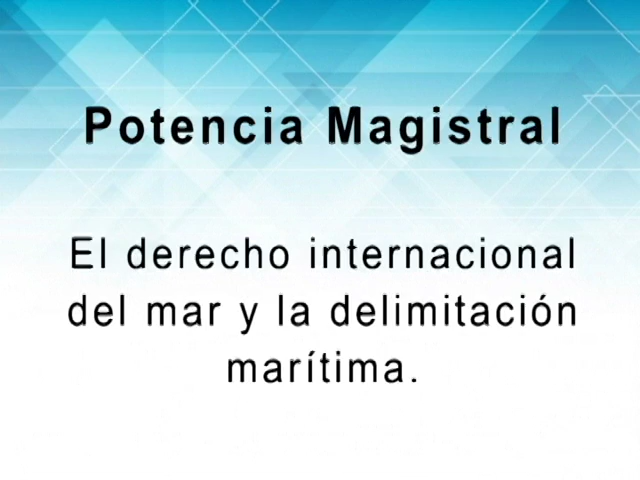 Potencia Magistral
El derecho internacional
del mar y la delimitación
marítima.